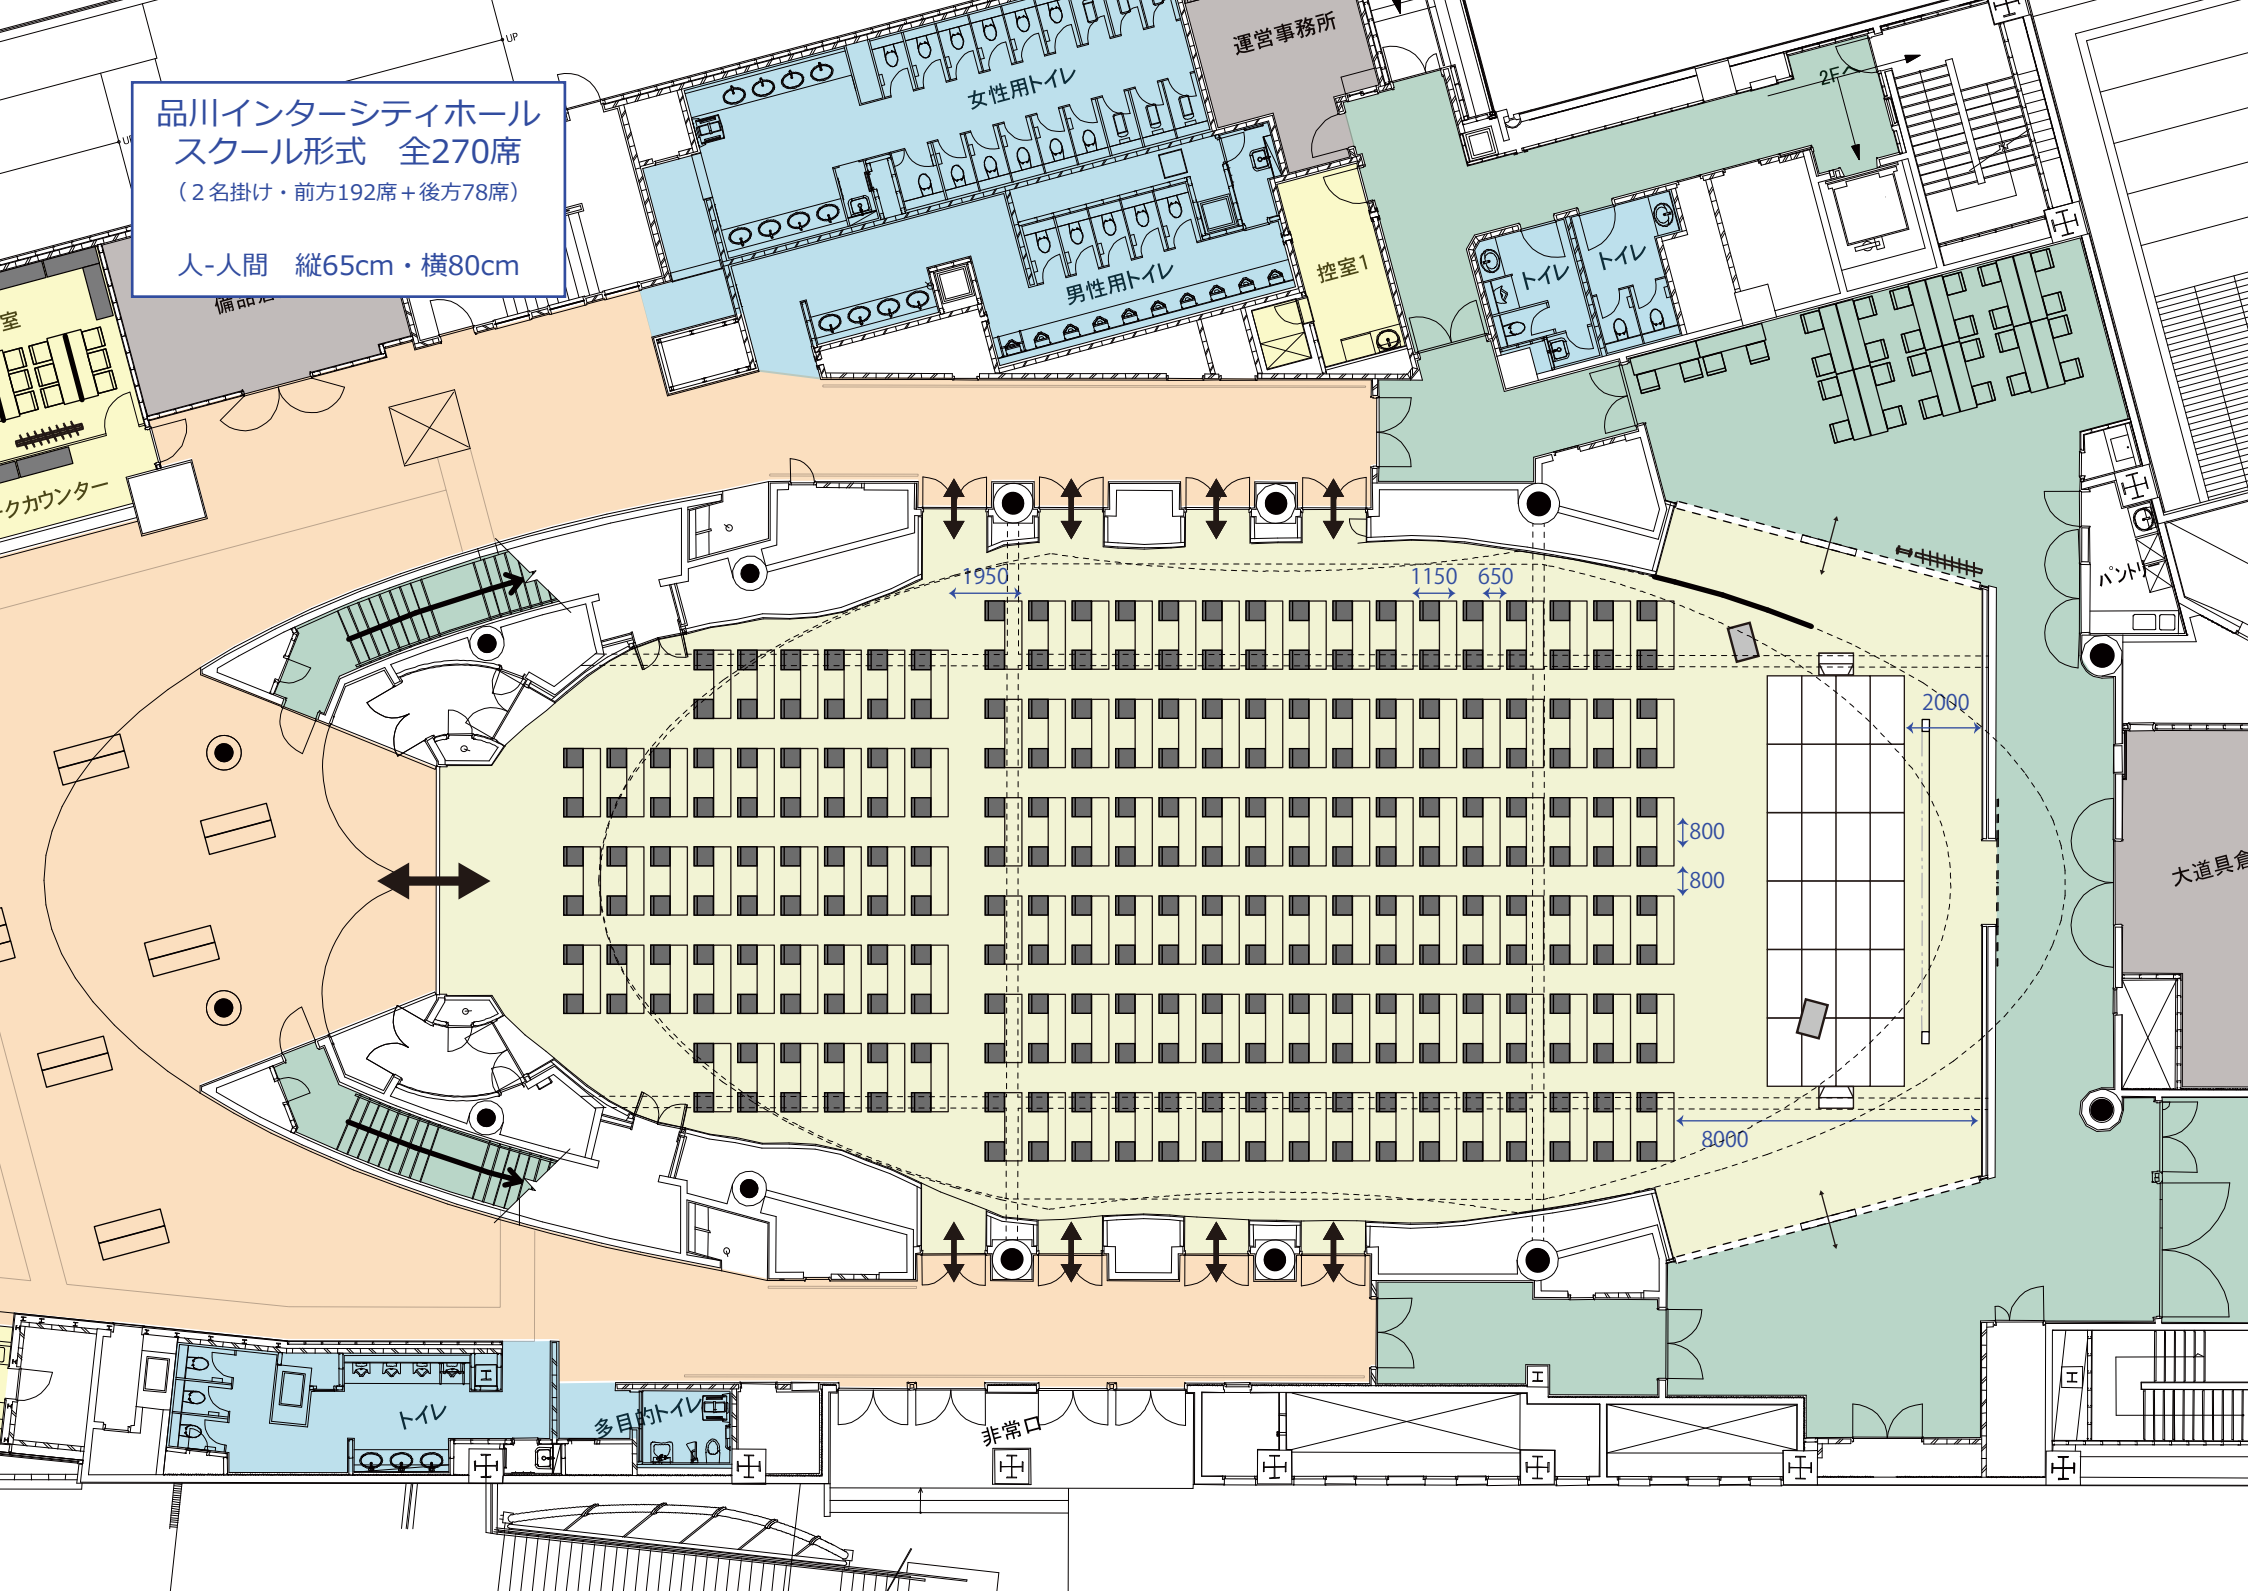 UP
UP
品川インターシティホール
スクール形式　全270席
（２名掛け・前方192席＋後方78席）
人-人間　縦65cm・横80cm
運営事務所
女性用トイレ
男性用トイレ
控室1
トイレ
トイレ
2F
室
クカウンター
パントリ
1950
1150
650
2000
800
800
8000
大道具倉
トイレ
多目的トイレ
非常口